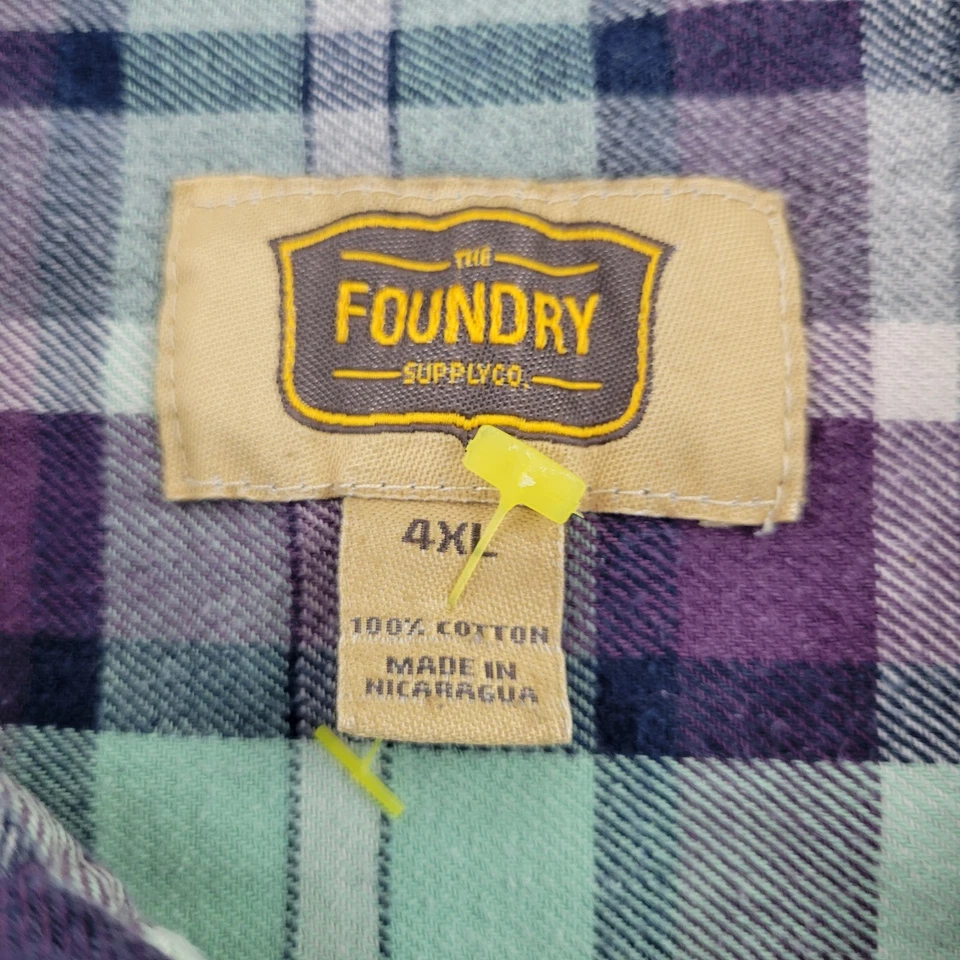 THE
FOUNDRY
SUPPLY CO.
4XL
100% COTTON
MADE IN
NICARAGUA